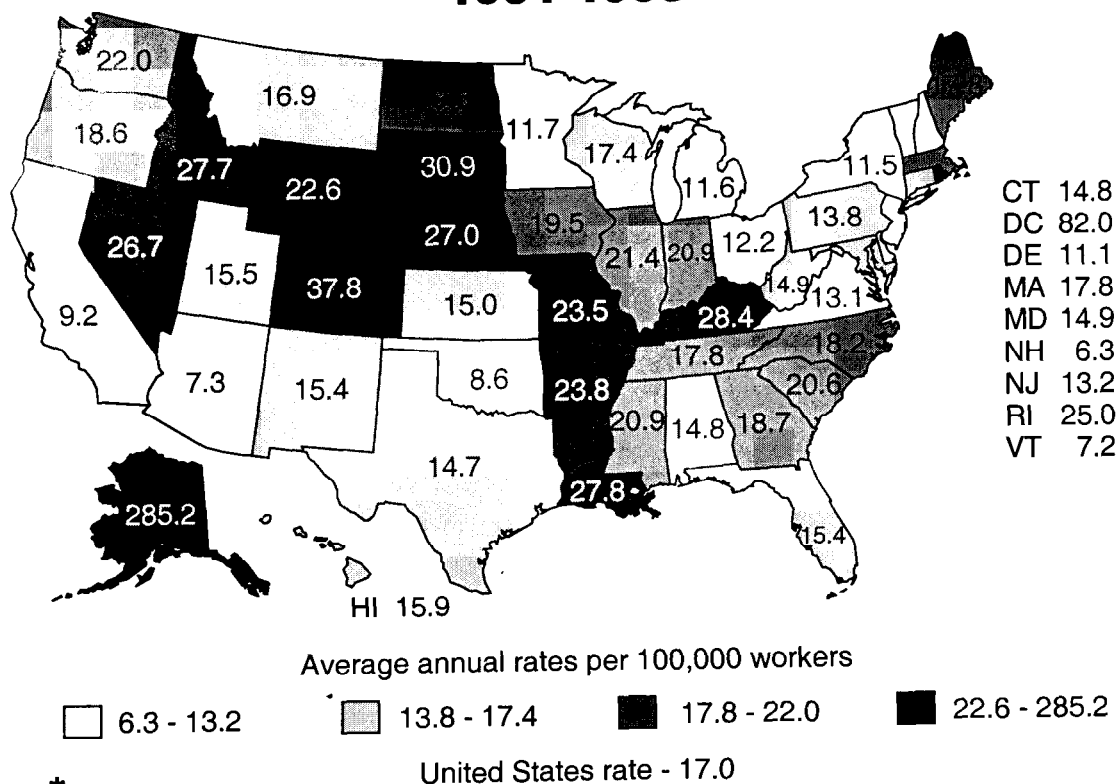 22.0
16.9
11.7
18.6
17.4
27.7
30.9
11.5
11.6
22.6
CT 14.8
13.8
19.5
DC 82.0
27.0
12.2
26.7
20.9
DE 11.1
21.4
15.5
37.8
14.9
MA 17.8
15.0
13.1
9.2
23.5
28.4
MD 14.9
18.2
NH 6.3
17.8
7.3
15.4
8.6
23.8
20.6
NJ 13.2
20.9
14.8
18.7
RI 25.0
VT 7.2
14.7
27.8
285.2
15.4
HI 15.9
Average annual rates per 100,000 workers
6.3 - 13.2
13.8 - 17.4
17.8 - 22.0
22.6 - 285.2
United States rate - 17.0